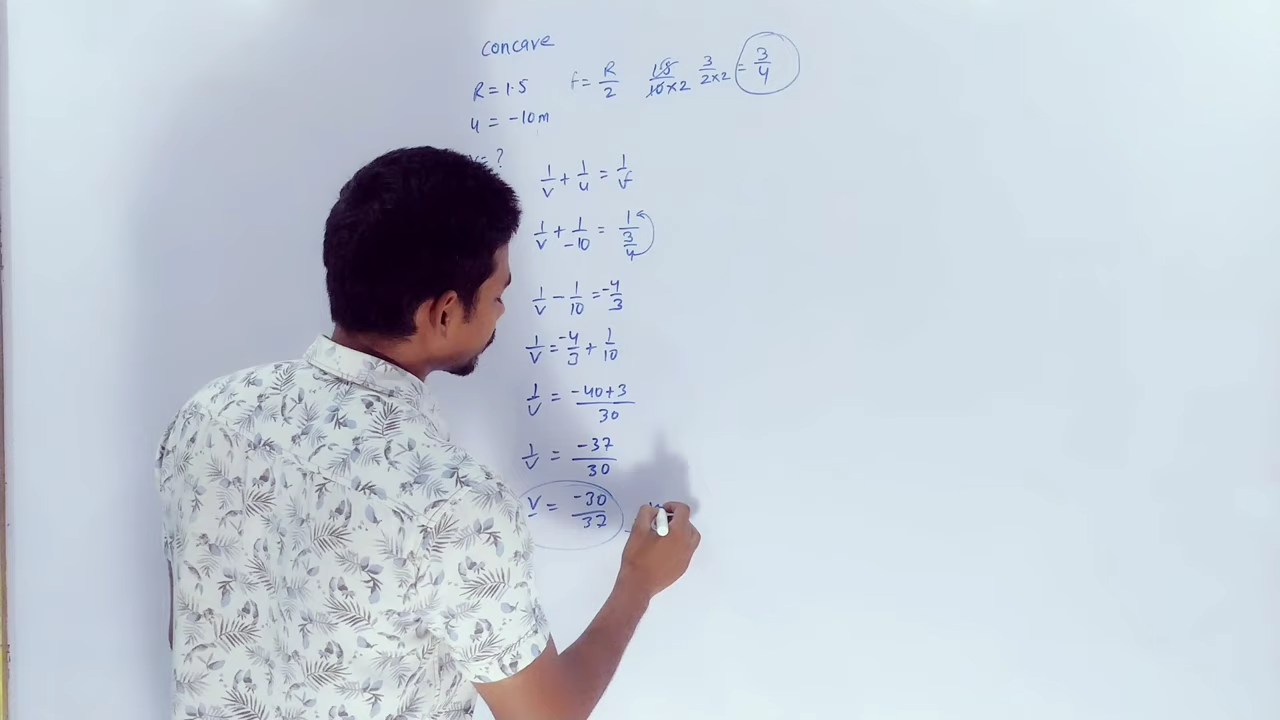 concave
R = 1.5 f = R/2 15/10×2 3/2×2 = 3/4
u = -10m
= ?
1/v + 1/u = 1/f
1/v + 1/-10 = 1/(3/4)
1/v - 1/10 = -4/3
1/v = -4/3 + 1/10
1/v = -40+3/30
1/v = -37/30
v = -30/37